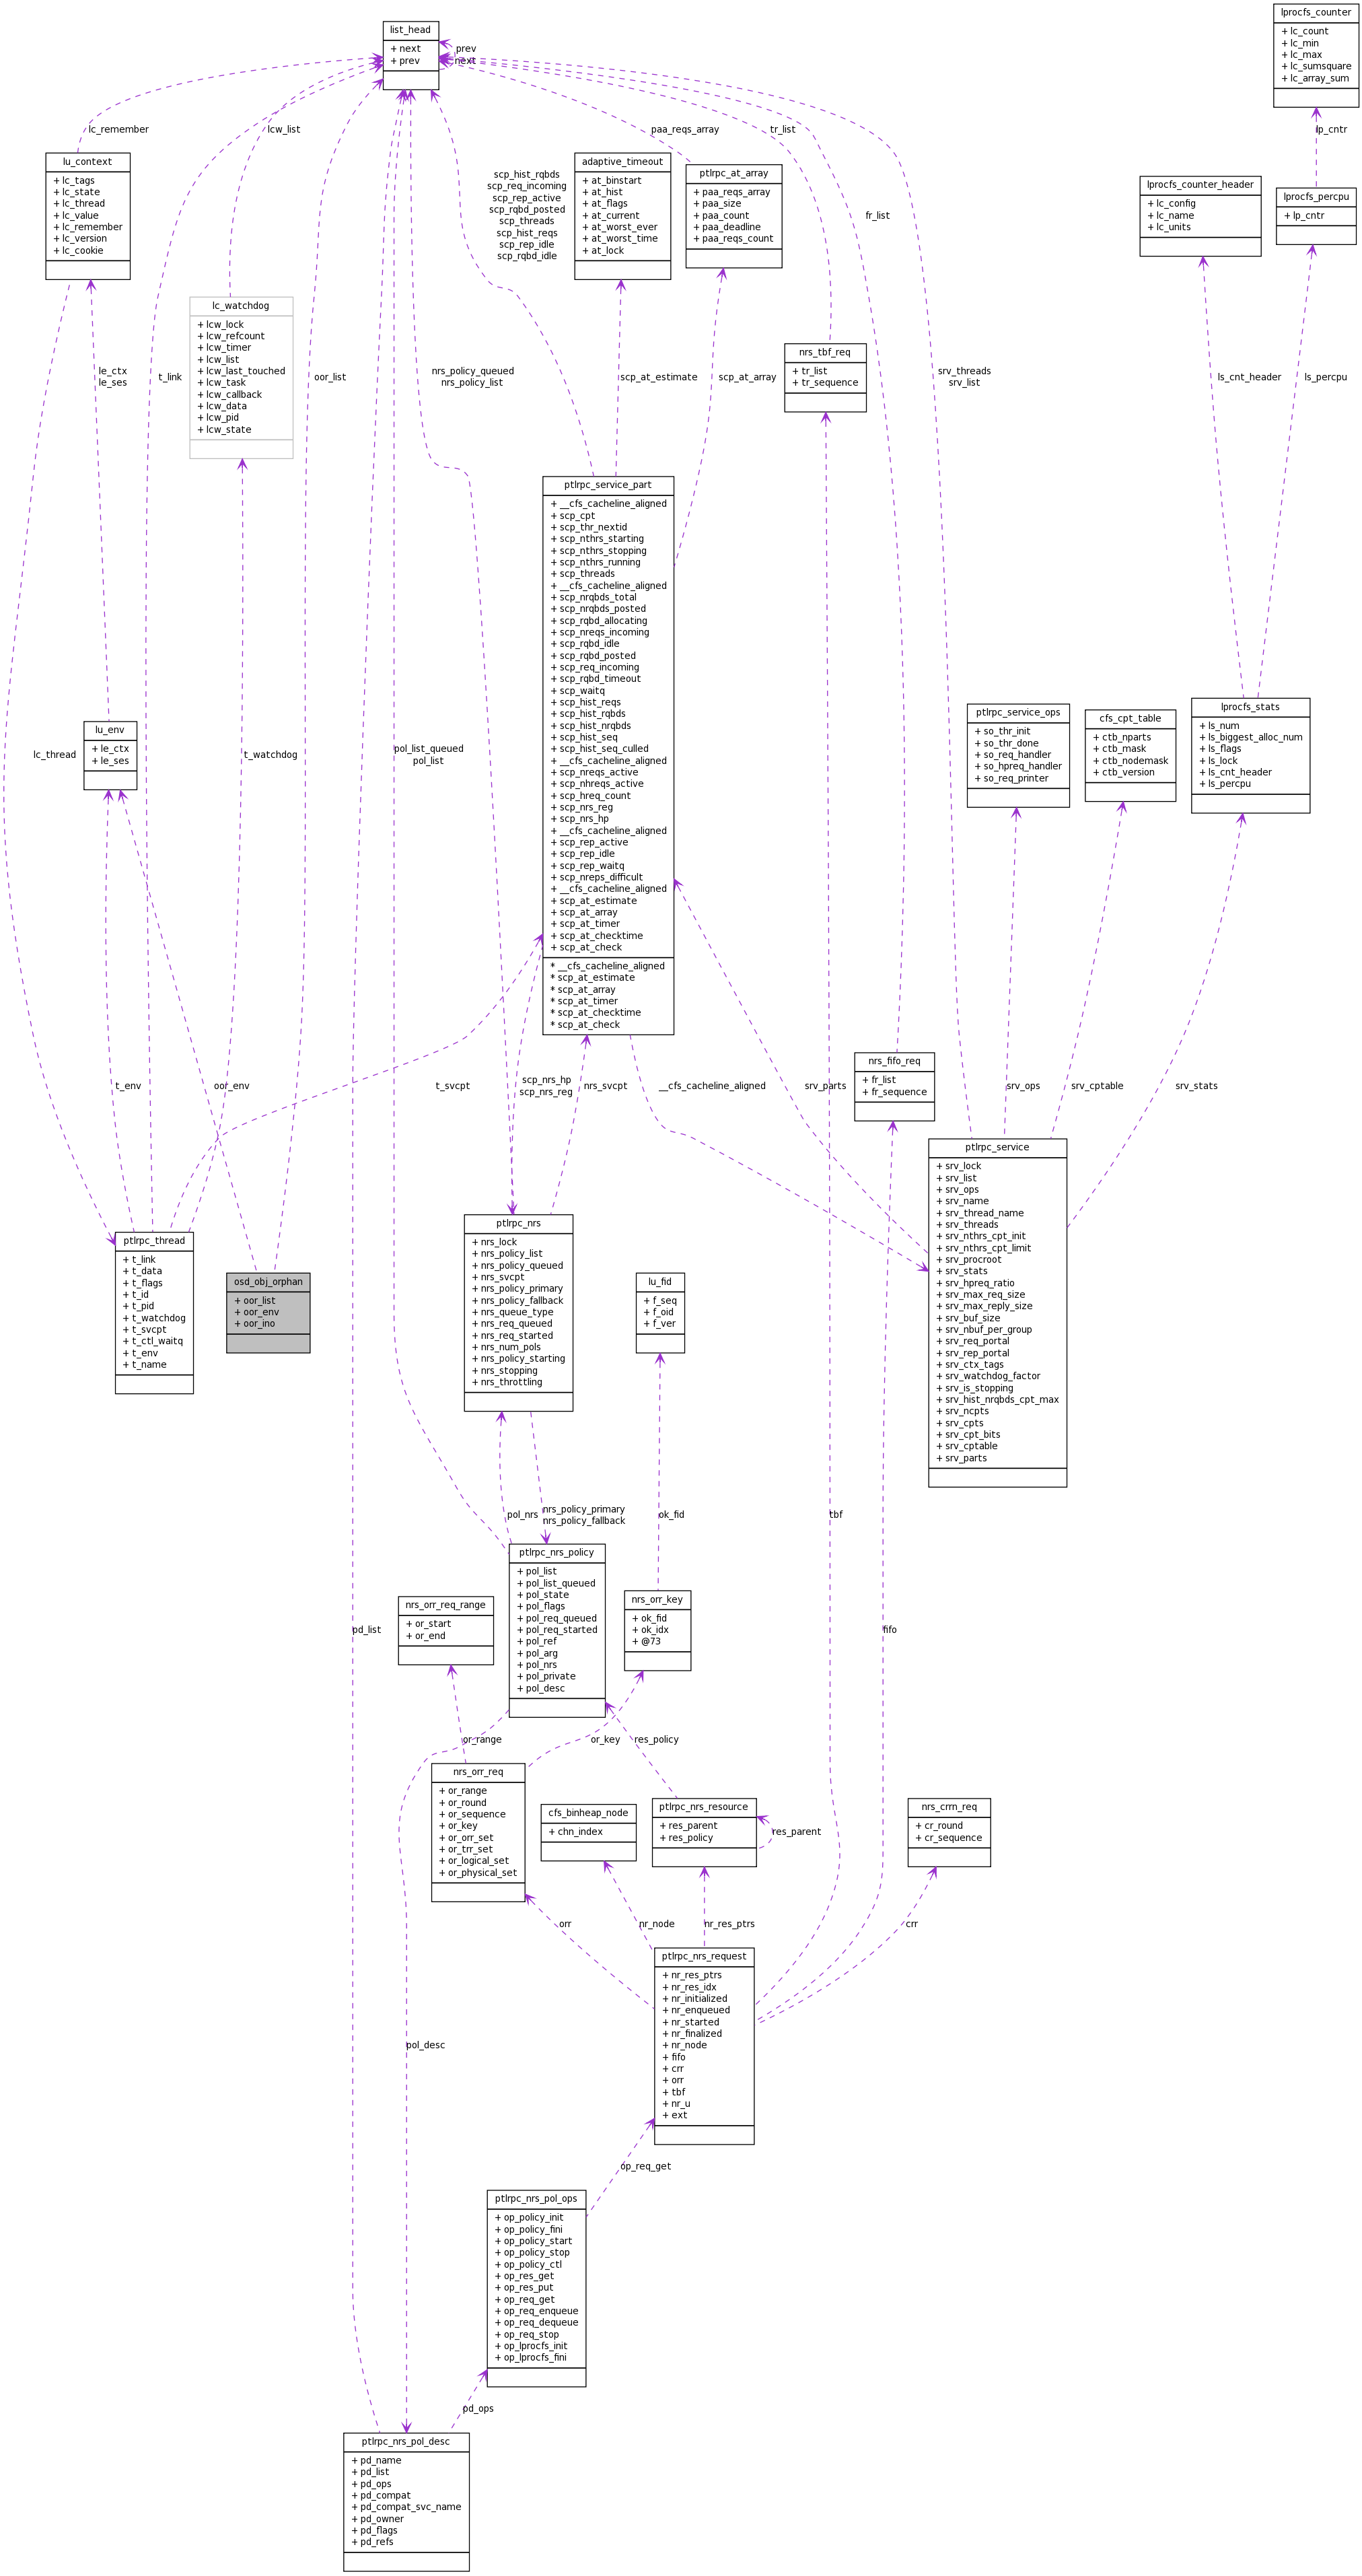 list_head
+ next
+ prev
prev
next
lprocfs_counter
+ lc_count
+ lc_min
+ lc_max
+ lc_sumsquare
+ lc_array_sum
lc_remember
lcw_list
paa_reqs_array
tr_list
lp_cntr
lu_context
+ lc_tags
+ lc_state
+ lc_thread
+ lc_value
+ lc_remember
+ lc_version
+ lc_cookie
scp_hist_rqbds
scp_req_incoming
scp_rep_active
scp_rqbd_posted
scp_threads
scp_hist_reqs
scp_rep_idle
scp_rqbd_idle
adaptive_timeout
+ at_binstart
+ at_hist
+ at_flags
+ at_current
+ at_worst_ever
+ at_worst_time
+ at_lock
ptlrpc_at_array
+ paa_reqs_array
+ paa_size
+ paa_count
+ paa_deadline
+ paa_reqs_count
fr_list
lprocfs_counter_header
+ lc_config
+ lc_name
+ lc_units
lprocfs_percpu
+ lp_cntr
lc_watchdog
+ lcw_lock
+ lcw_refcount
+ lcw_timer
+ lcw_list
+ lcw_last_touched
+ lcw_task
+ lcw_callback
+ lcw_data
+ lcw_pid
+ lcw_state
le_ctx
le_ses
t_link
oor_list
nrs_policy_queued
nrs_policy_list
scp_at_estimate
scp_at_array
nrs_tbf_req
+ tr_list
+ tr_sequence
srv_threads
srv_list
ls_cnt_header
ls_percpu
ptlrpc_service_part
+ __cfs_cacheline_aligned
+ scp_cpt
+ scp_thr_nextid
+ scp_nthrs_starting
+ scp_nthrs_stopping
+ scp_nthrs_running
+ scp_threads
+ __cfs_cacheline_aligned
+ scp_nrqbds_total
+ scp_nrqbds_posted
+ scp_rqbd_allocating
+ scp_nreqs_incoming
+ scp_rqbd_idle
+ scp_rqbd_posted
+ scp_req_incoming
+ scp_rqbd_timeout
+ scp_waitq
+ scp_hist_reqs
+ scp_hist_rqbds
+ scp_hist_nrqbds
+ scp_hist_seq
+ scp_hist_seq_culled
+ __cfs_cacheline_aligned
+ scp_nreqs_active
+ scp_nhreqs_active
+ scp_hreq_count
+ scp_nrs_reg
+ scp_nrs_hp
+ __cfs_cacheline_aligned
+ scp_rep_active
+ scp_rep_idle
+ scp_rep_waitq
+ scp_nreps_difficult
+ __cfs_cacheline_aligned
+ scp_at_estimate
+ scp_at_array
+ scp_at_timer
+ scp_at_checktime
+ scp_at_check
* __cfs_cacheline_aligned
* scp_at_estimate
* scp_at_array
* scp_at_timer
* scp_at_checktime
* scp_at_check
lc_thread
lu_env
+ le_ctx
+ le_ses
t_watchdog
pol_list_queued
pol_list
ptlrpc_service_ops
+ so_thr_init
+ so_thr_done
+ so_req_handler
+ so_hpreq_handler
+ so_req_printer
cfs_cpt_table
+ ctb_nparts
+ ctb_mask
+ ctb_nodemask
+ ctb_version
lprocfs_stats
+ ls_num
+ ls_biggest_alloc_num
+ ls_flags
+ ls_lock
+ ls_cnt_header
+ ls_percpu
t_env
oor_env
t_svcpt
scp_nrs_hp
scp_nrs_reg
nrs_svcpt
__cfs_cacheline_aligned
srv_parts
nrs_fifo_req
+ fr_list
+ fr_sequence
srv_ops
srv_cptable
srv_stats
ptlrpc_service
+ srv_lock
+ srv_list
+ srv_ops
+ srv_name
+ srv_thread_name
+ srv_threads
+ srv_nthrs_cpt_init
+ srv_nthrs_cpt_limit
+ srv_procroot
+ srv_stats
+ srv_hpreq_ratio
+ srv_max_req_size
+ srv_max_reply_size
+ srv_buf_size
+ srv_nbuf_per_group
+ srv_req_portal
+ srv_rep_portal
+ srv_ctx_tags
+ srv_watchdog_factor
+ srv_is_stopping
+ srv_hist_nrqbds_cpt_max
+ srv_ncpts
+ srv_cpts
+ srv_cpt_bits
+ srv_cptable
+ srv_parts
ptlrpc_thread
+ t_link
+ t_data
+ t_flags
+ t_id
+ t_pid
+ t_watchdog
+ t_svcpt
+ t_ctl_waitq
+ t_env
+ t_name
osd_obj_orphan
+ oor_list
+ oor_env
+ oor_ino
ptlrpc_nrs
+ nrs_lock
+ nrs_policy_list
+ nrs_policy_queued
+ nrs_svcpt
+ nrs_policy_primary
+ nrs_policy_fallback
+ nrs_queue_type
+ nrs_req_queued
+ nrs_req_started
+ nrs_num_pols
+ nrs_policy_starting
+ nrs_stopping
+ nrs_throttling
lu_fid
+ f_seq
+ f_oid
+ f_ver
pol_nrs
nrs_policy_primary
nrs_policy_fallback
ok_fid
tbf
ptlrpc_nrs_policy
+ pol_list
+ pol_list_queued
+ pol_state
+ pol_flags
+ pol_req_queued
+ pol_req_started
+ pol_ref
+ pol_arg
+ pol_nrs
+ pol_private
+ pol_desc
nrs_orr_req_range
+ or_start
+ or_end
nrs_orr_key
+ ok_fid
+ ok_idx
+ @73
pd_list
fifo
or_range
or_key
res_policy
nrs_orr_req
+ or_range
+ or_round
+ or_sequence
+ or_key
+ or_orr_set
+ or_trr_set
+ or_logical_set
+ or_physical_set
cfs_binheap_node
+ chn_index
ptlrpc_nrs_resource
+ res_parent
+ res_policy
res_parent
nrs_crrn_req
+ cr_round
+ cr_sequence
orr
nr_node
nr_res_ptrs
crr
ptlrpc_nrs_request
+ nr_res_ptrs
+ nr_res_idx
+ nr_initialized
+ nr_enqueued
+ nr_started
+ nr_finalized
+ nr_node
+ fifo
+ crr
+ orr
+ tbf
+ nr_u
+ ext
pol_desc
op_req_get
ptlrpc_nrs_pol_ops
+ op_policy_init
+ op_policy_fini
+ op_policy_start
+ op_policy_stop
+ op_policy_ctl
+ op_res_get
+ op_res_put
+ op_req_get
+ op_req_enqueue
+ op_req_dequeue
+ op_req_stop
+ op_lprocfs_init
+ op_lprocfs_fini
pd_ops
ptlrpc_nrs_pol_desc
+ pd_name
+ pd_list
+ pd_ops
+ pd_compat
+ pd_compat_svc_name
+ pd_owner
+ pd_flags
+ pd_refs